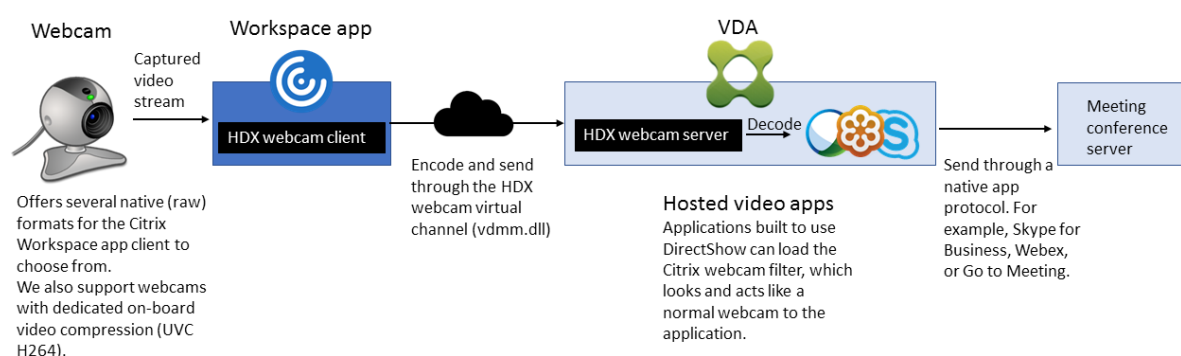 Webcam
Captured
video
stream
Offers several native (raw)
formats for the Citrix
Workspace app client to
choose from.
We also support webcams
with dedicated on-board
video compression (UVC
H264).
Workspace app
HDX webcam client
Encode and send
through the HDX
webcam virtual
channel (vdmm.dll)
VDA
HDX webcam server
Decode
S
Hosted video apps
Applications built to use
DirectShow can load the
Citrix webcam filter, which
looks and acts like a
normal webcam to the
application.
Send through a
native app
protocol. For
example, Skype for
Business, Webex,
or Go to Meeting.
Meeting
conference
server